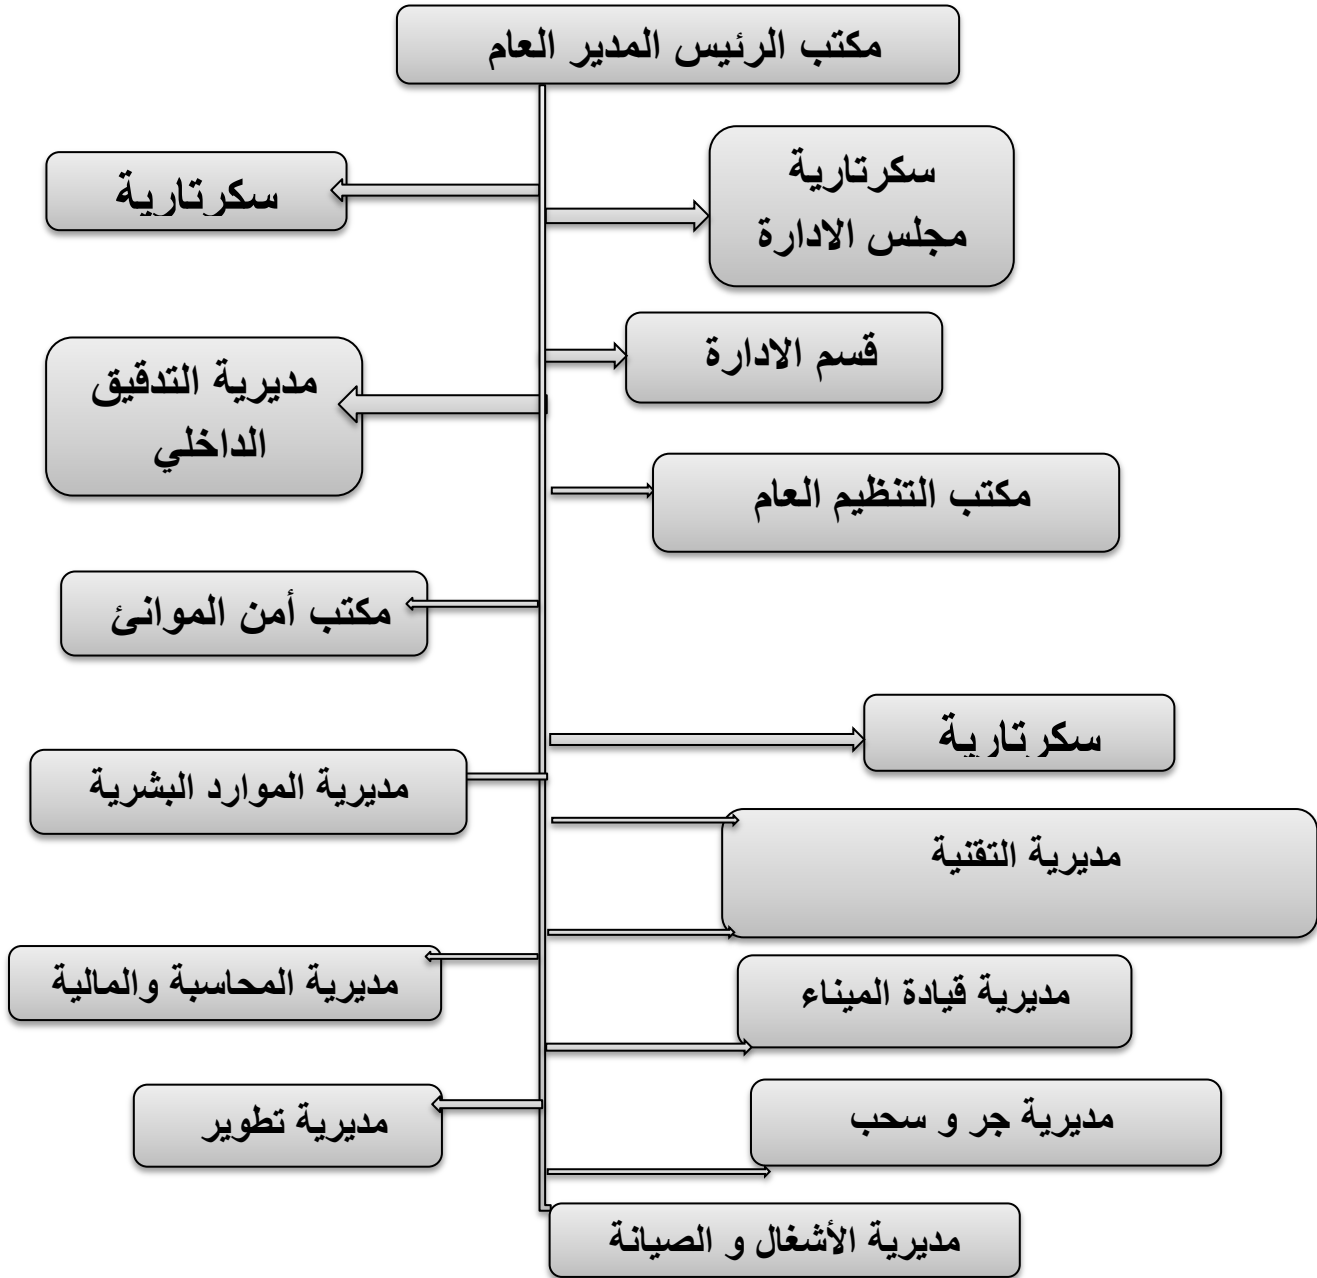 مكتب الرئيس المدير العام
سكرتارية
مجلس الادارة
سكرتارية
قسم الادارة
مديرية التدقيق
الداخلي
مكتب التنظيم العام
مكتب أمن الموانئ
سكرتارية
مديرية الموارد البشرية
مديرية التقنية
مديرية المحاسبة والمالية
مديرية قيادة الميناء
مديرية جر و سحب
مديرية تطوير
مديرية الأشغال و الصيانة